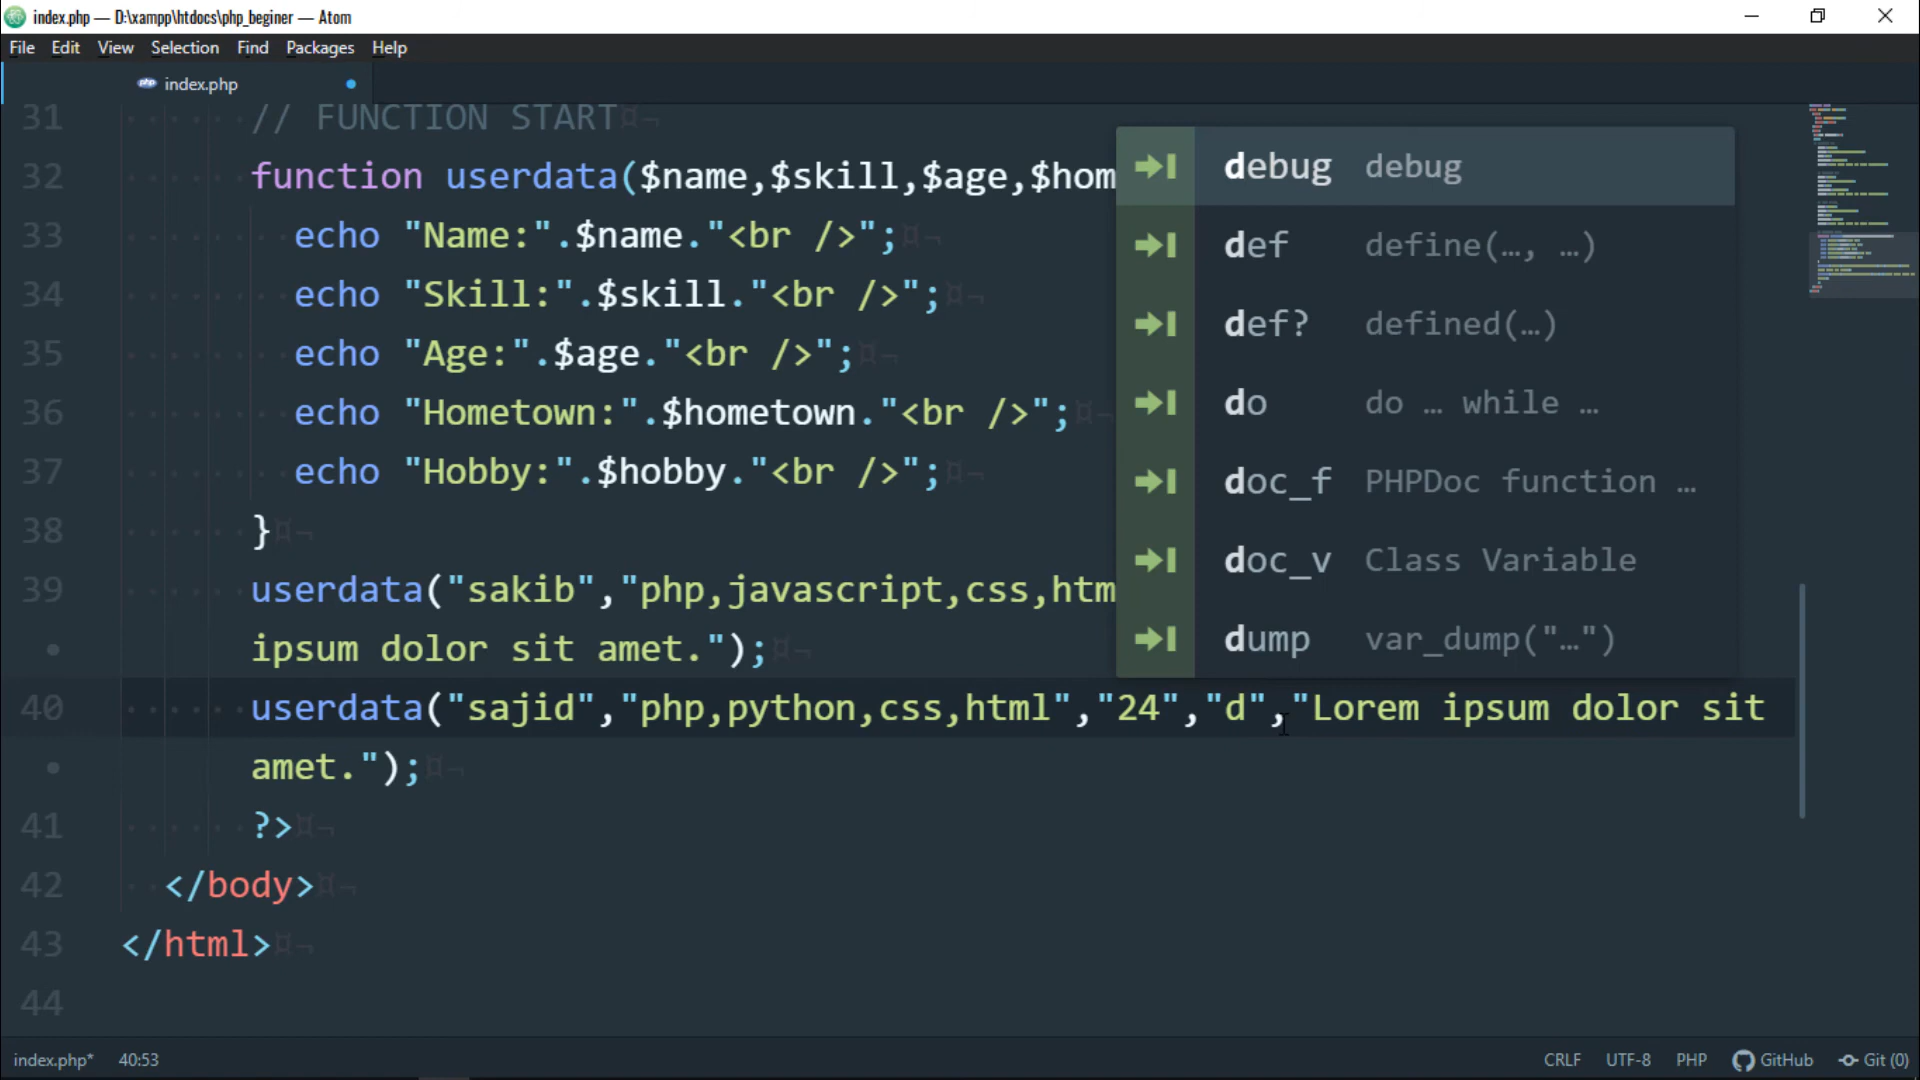 index.php — D:\xampp\htdocs\php_beginer — Atom
File Edit View Selection Find Packages Help
index.php
31 // FUNCTION START
32 function userdata($name,$skill,$age,$hom
33 echo "Name:".$name."<br />";
34 echo "Skill:".$skill."<br />";
35 echo "Age:".$age."<br />";
36 echo "Hometown:".$hometown."<br />";
37 echo "Hobby:".$hobby."<br />";
38 }
39 userdata("sakib","php,javascript,css,htm
ipsum dolor sit amet.");
40 userdata("sajid","php,python,css,html","24","d","Lorem ipsum dolor sit
amet.");
41 ?>
42 </body>
43 </html>
44
debug debug
def define(…, …)
def? defined(…)
do do … while …
doc_f PHPDoc function …
doc_v Class Variable
dump var_dump("…")
index.php* 40:53 CRLF UTF-8 PHP GitHub Git (0)